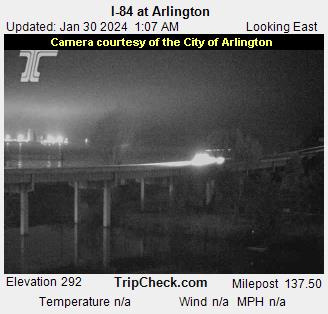 I-84 at Arlington
Updated: Jan 30 2024 1:07 AM Looking East
Camera courtesy of the City of Arlington
Elevation 292 TripCheck.com Milepost 137.50
Temperature n/a Wind n/a MPH n/a